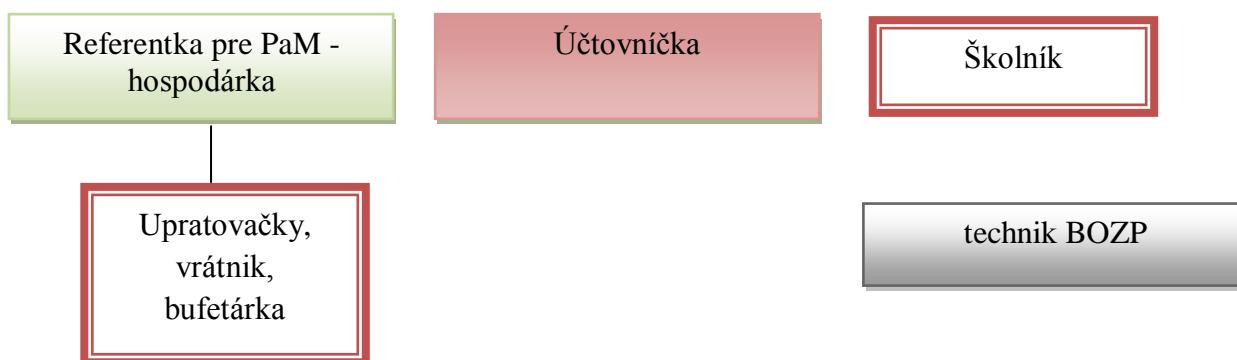 Referentka pre PaM -
hospodárka
Účtovníčka
Školník
Upratovačky,
vrátnik,
bufetárka
technik BOZP